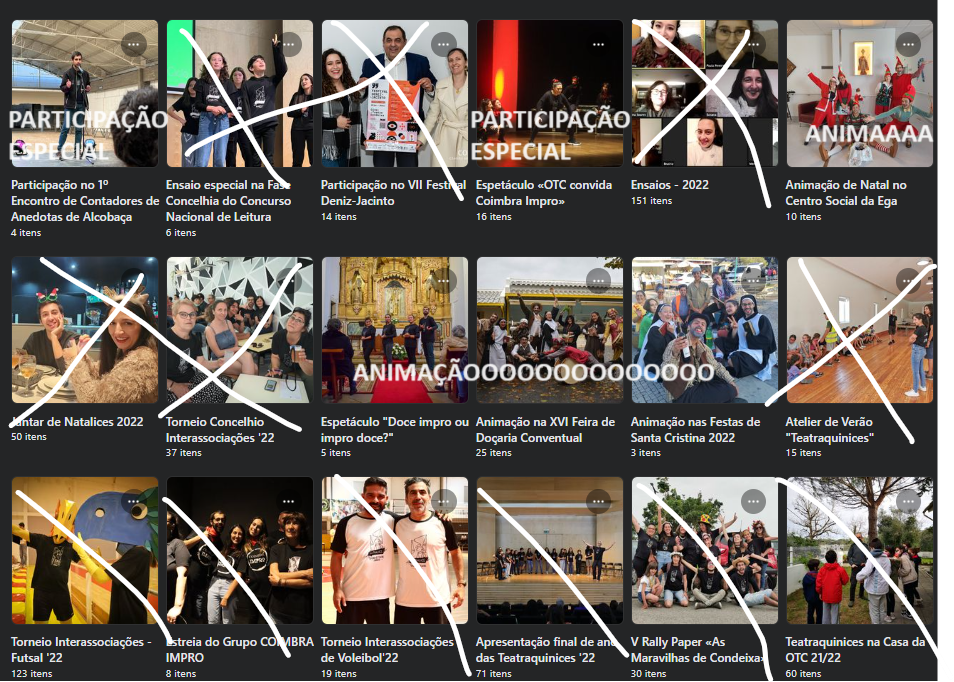 PARTICIPAÇÃO
ESPECIAL
Participação no 1º
Encontro de Contadores de
Anedotas de Alcobaça
4 itens
Ensaio especial na Fase
Concelhia do Concurso
Nacional de Leitura
6 itens
Participação no VII Festival
Deniz-Jacinto
14 itens
PARTICIPAÇÃO
ESPECIAL
Espetáculo «OTC convida
Coimbra Impro»
16 itens
Ensaios - 2022
151 itens
ANIMAAAA
Animação de Natal no
Centro Social da Ega
10 itens
Jantar de Natalices 2022
50 itens
Torneio Concelhio
Interassociações '22
37 itens
ANIMAÇÃOOOOOOOOOOOOOO
Espetáculo "Doce impro ou
impro doce?"
5 itens
Animação na XVI Feira de
Doçaria Conventual
25 itens
Animação nas Festas de
Santa Cristina 2022
3 itens
Atelier de Verão
"Teatraquinices"
15 itens
Torneio Interassociações -
Futsal '22
123 itens
Estreia do Grupo COIMBRA
IMPRO
8 itens
Torneio Interassociações
de Voleibol'22
19 itens
Apresentação final de ano
das Teatraquinices '22
71 itens
V Rally Paper «As
Maravilhas de Condeixa»
30 itens
Teatraquinices na Casa da
OTC 21/22
60 itens